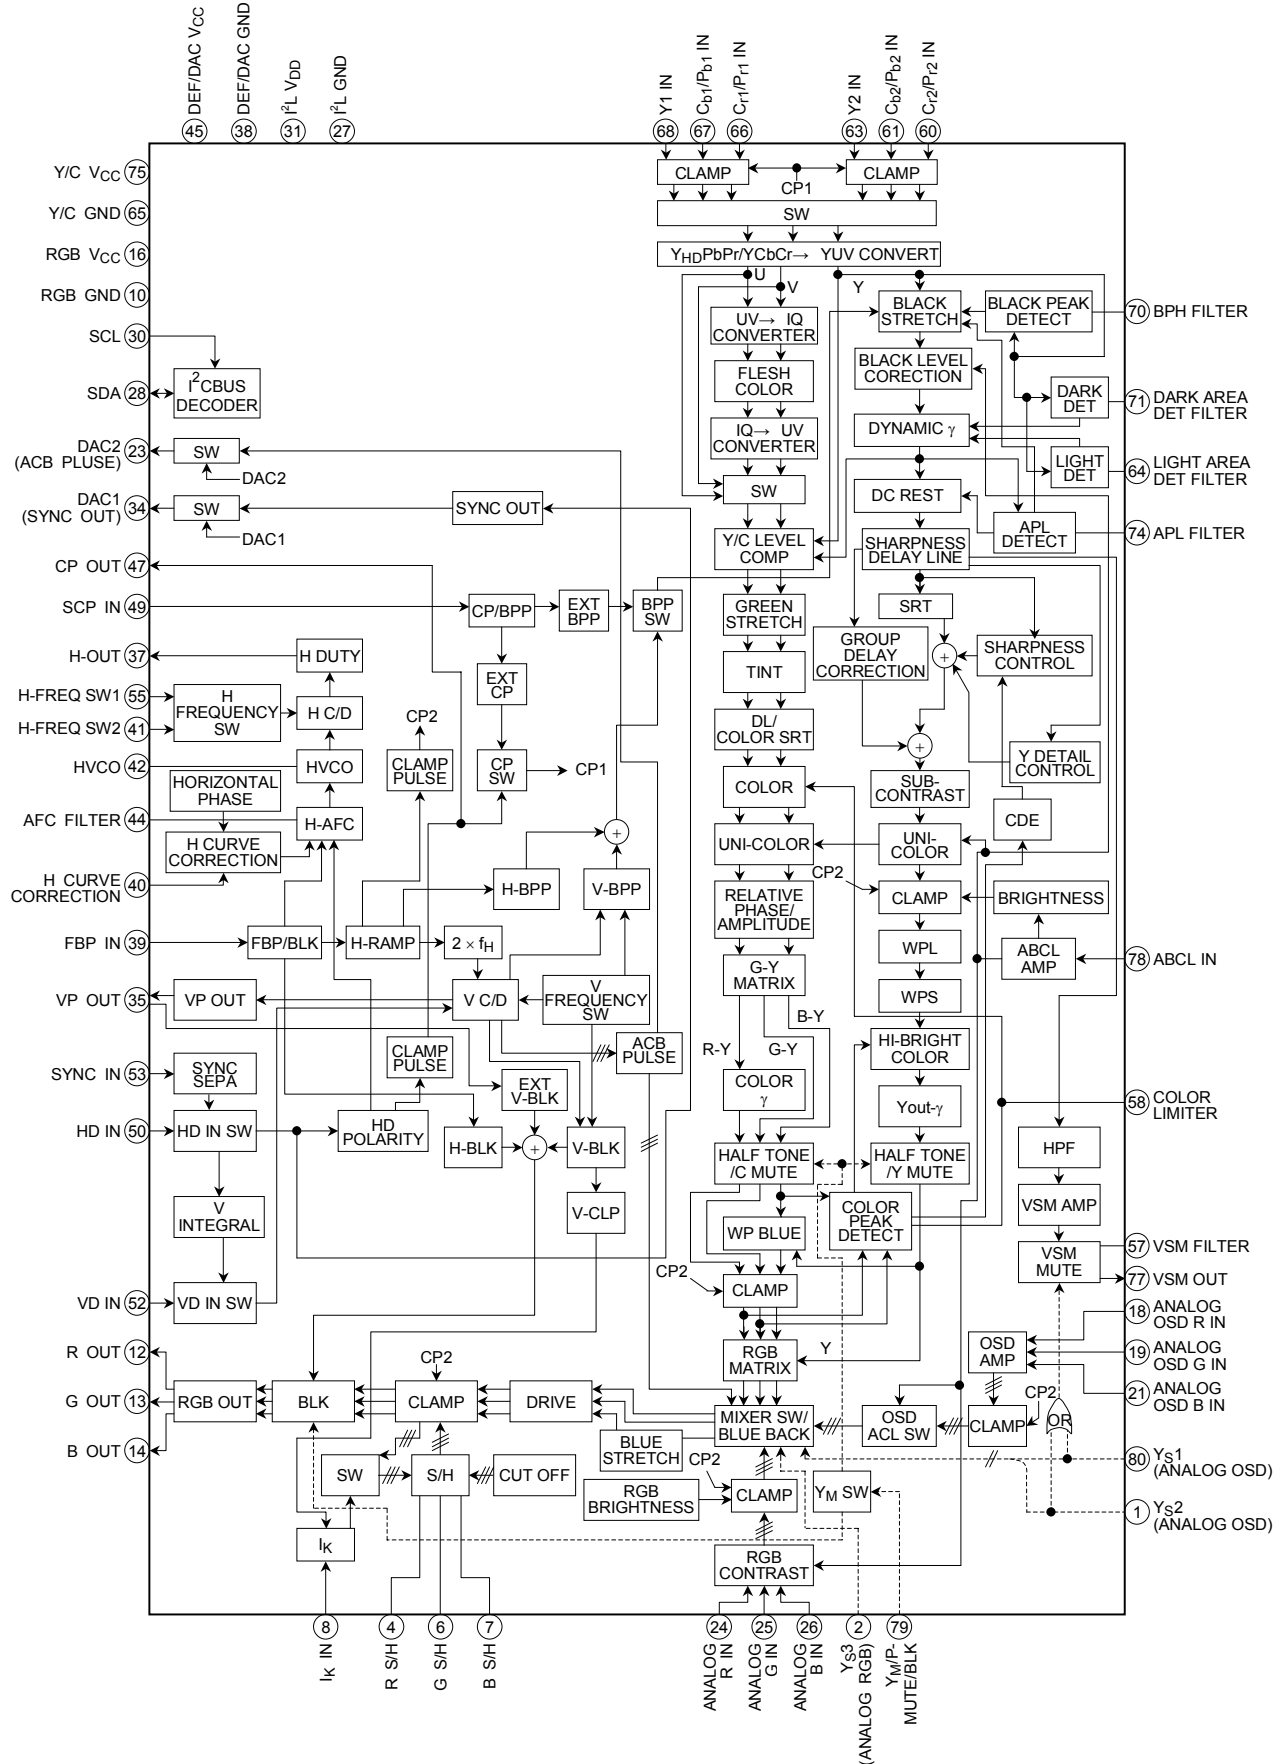 45 DEF/DAC VCC
38 DEF/DAC GND
31 I²L VDD
27 I²L GND
68 Y1 IN
67 Cb1/Pb1 IN
66 Cr1/Pr1 IN
63 Y2 IN
61 Cb2/Pb2 IN
60 Cr2/Pr2 IN
Y/C VCC 75
Y/C GND 65
RGB VCC 16
RGB GND 10
SCL 30
SDA 28
DAC2 23
(ACB PLUSE)
DAC1 34
(SYNC OUT)
CP OUT 47
SCP IN 49
H-OUT 37
H-FREQ SW1 55
H-FREQ SW2 41
HVCO 42
AFC FILTER 44
H CURVE 40
CORRECTION
FBP IN 39
VP OUT 35
SYNC IN 53
HD IN 50
VD IN 52
R OUT 12
G OUT 13
B OUT 14
CLAMP
CP1
CLAMP
SW
YHDPbPr/YCbCr→ YUV CONVERT
U
V
Y
I²CBUS
DECODER
SW
DAC2
SW
DAC1
SYNC OUT
UV→ IQ
CONVERTER
FLESH
COLOR
IQ→ UV
CONVERTER
SW
Y/C LEVEL
COMP
GREEN
STRETCH
TINT
DL/
COLOR SRT
COLOR
UNI-COLOR
RELATIVE
PHASE/
AMPLITUDE
G-Y
MATRIX
R-Y
G-Y
B-Y
COLOR
γ
HALF TONE
/C MUTE
WP BLUE
CP2
CLAMP
RGB
MATRIX
Y
MIXER SW/
BLUE BACK
BLACK
STRETCH
BLACK PEAK
DETECT
BLACK LEVEL
CORECTION
DARK
DET
DYNAMIC γ
LIGHT
DET
DC REST
APL
DETECT
SHARPNESS
DELAY LINE
SRT
GROUP
DELAY
CORRECTION
+
SHARPNESS
CONTROL
+
Y DETAIL
CONTROL
SUB-
CONTRAST
CDE
UNI-
COLOR
CP2
CLAMP
BRIGHTNESS
WPL
ABCL
AMP
WPS
HI-BRIGHT
COLOR
Yout-γ
HALF TONE
/Y MUTE
COLOR
PEAK
DETECT
HPF
VSM AMP
VSM
MUTE
OSD
AMP
CP2
OR
OSD
ACL SW
CLAMP
CP/BPP
EXT
BPP
BPP
SW
EXT
CP
CP
SW
CP1
CP2
CLAMP
PULSE
H DUTY
H
FREQUENCY
SW
H C/D
HVCO
HORIZONTAL
PHASE
H-AFC
H CURVE
CORRECTION
+
H-BPP
V-BPP
FBP/BLK
H-RAMP
2 × fH
VP OUT
V C/D
V
FREQUENCY
SW
ACB
PULSE
SYNC
SEPA
CLAMP
PULSE
EXT
V-BLK
HD IN SW
HD
POLARITY
H-BLK
+
V-BLK
V
INTEGRAL
V-CLP
VD IN SW
CP2
RGB OUT
BLK
CLAMP
DRIVE
BLUE
STRETCH
SW
S/H
CUT OFF
IK
CP2
RGB
BRIGHTNESS
CLAMP
YM SW
RGB
CONTRAST
70 BPH FILTER
71 DARK AREA
DET FILTER
64 LIGHT AREA
DET FILTER
74 APL FILTER
78 ABCL IN
58 COLOR
LIMITER
57 VSM FILTER
77 VSM OUT
18 ANALOG
OSD R IN
19 ANALOG
OSD G IN
21 ANALOG
OSD B IN
80 YS1
(ANALOG OSD)
1 YS2
(ANALOG OSD)
8 IK IN
4 R S/H
6 G S/H
7 B S/H
24 ANALOG
R IN
25 ANALOG
G IN
26 ANALOG
B IN
2 YS3
(ANALOG RGB)
79 YM/P-
MUTE/BLK